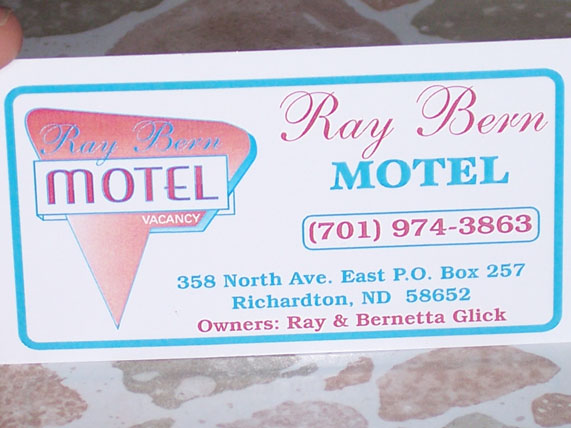 Ray Bern
MOTEL
VACANCY
Ray Bern
MOTEL
(701) 974-3863
358 North Ave. East P.O. Box 257
Richardton, ND 58652
Owners: Ray & Bernetta Glick